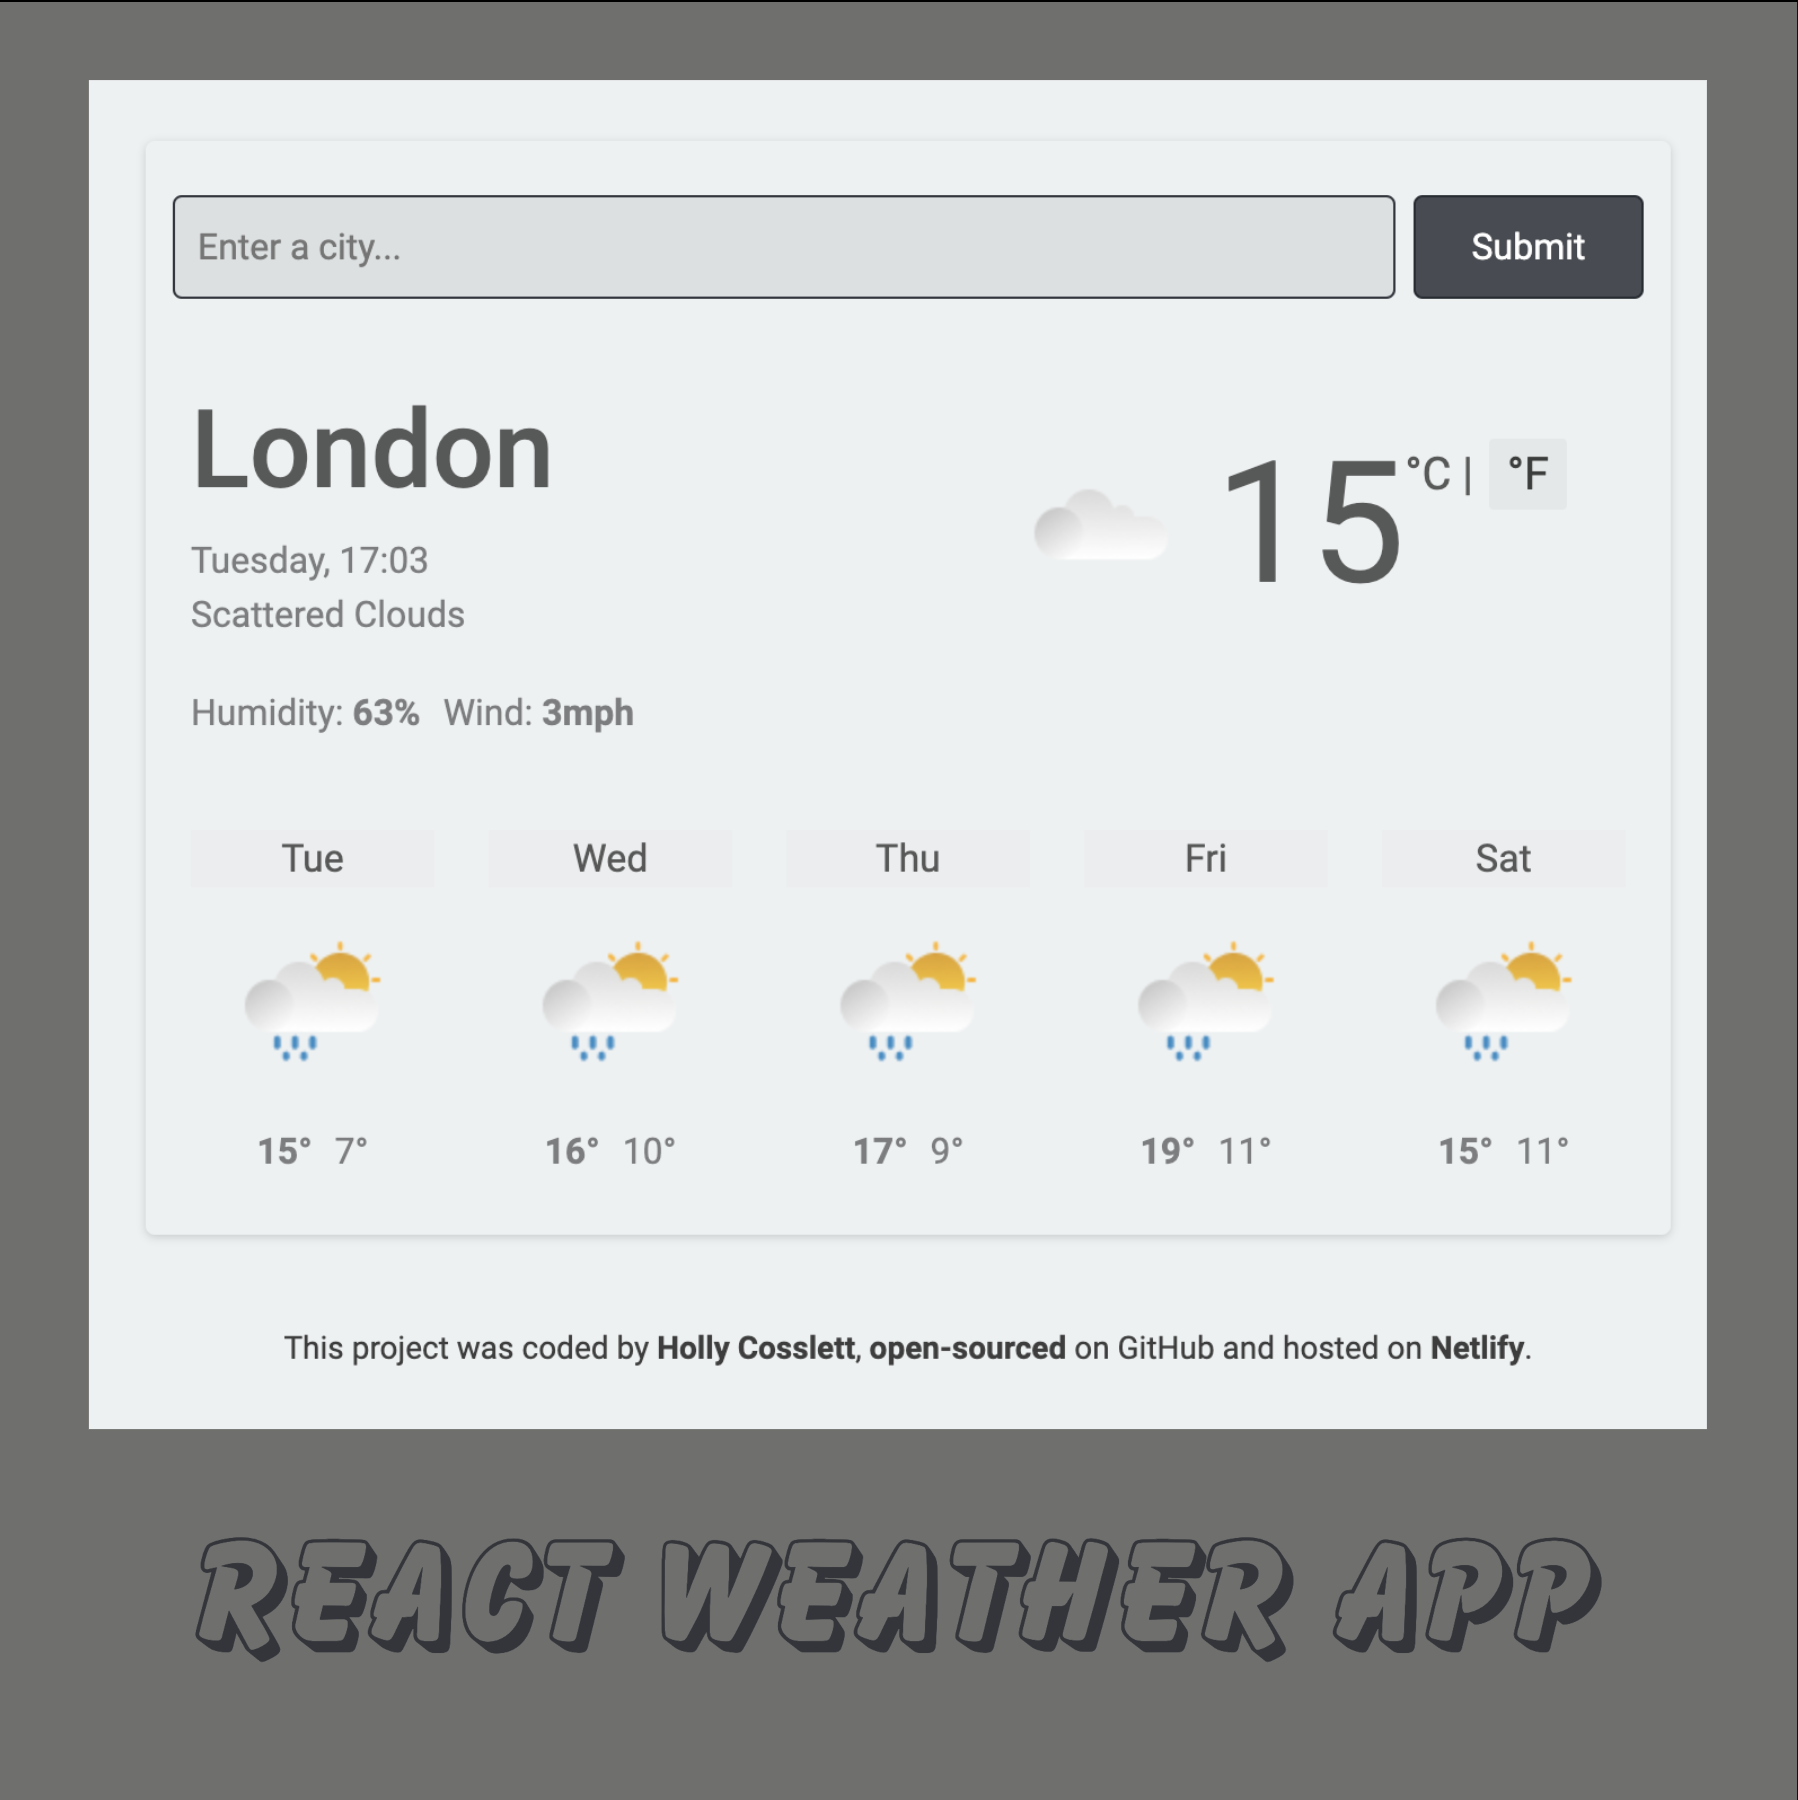 Enter a city...
Submit
London
15 °C | °F
Tuesday, 17:03
Scattered Clouds
Humidity: 63% Wind: 3mph
Tue Wed Thu Fri Sat
15° 7° 16° 10° 17° 9° 19° 11° 15° 11°
This project was coded by Holly Cosslett, open-sourced on GitHub and hosted on Netlify.
REACT WEATHER APP